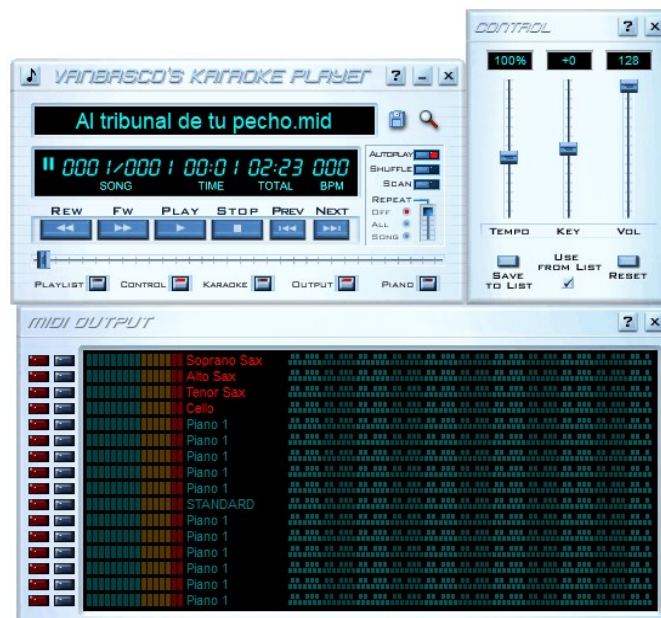 CONTROL
? x
100% +0 128
TEMPO KEY VOL
SAVE TO LIST
USE FROM LIST
RESET
VANBASCO'S KARAOKE PLAYER
? _ x
Al tribunal de tu pecho.mid
0001/0001 00:01 02:23 000
SONG TIME TOTAL BPM
AUTOPLAY
SHUFFLE
SCAN
REPEAT
OFF
ALL
SONG
REW FW PLAY STOP PREV NEXT
PLAYLIST CONTROL KARAOKE OUTPUT PIANO
MIDI OUTPUT
? x
Soprano Sax
Alto Sax
Tenor Sax
Cello
Piano 1
Piano 1
Piano 1
Piano 1
Piano 1
STANDARD
Piano 1
Piano 1
Piano 1
Piano 1
Piano 1
Piano 1